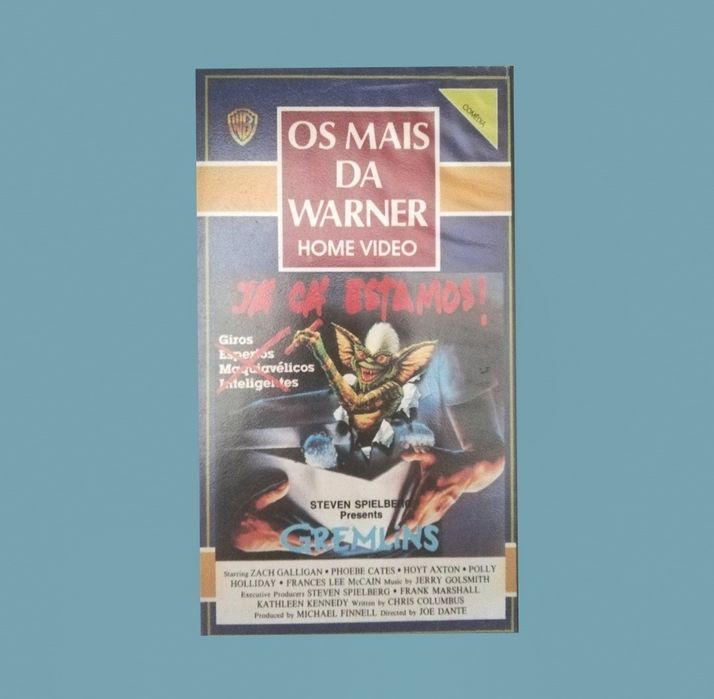 WB
COMÉDIA
OS MAIS
DA
WARNER
HOME VIDEO
JÁ CÁ ESTAMOS!
Giros
Espertos
Maquiavélicos
Inteligentes
STEVEN SPIELBERG
Presents
GREMLINS
Starring ZACH GALLIGAN • PHOEBE CATES • HOYT AXTON • POLLY
HOLLIDAY • FRANCES LEE McCAIN Music by JERRY GOLSMITH
Executive Producers STEVEN SPIELBERG • FRANK MARSHALL
KATHLEEN KENNEDY Written by CHRIS COLUMBUS
Produced by MICHAEL FINNELL Directed by JOE DANTE